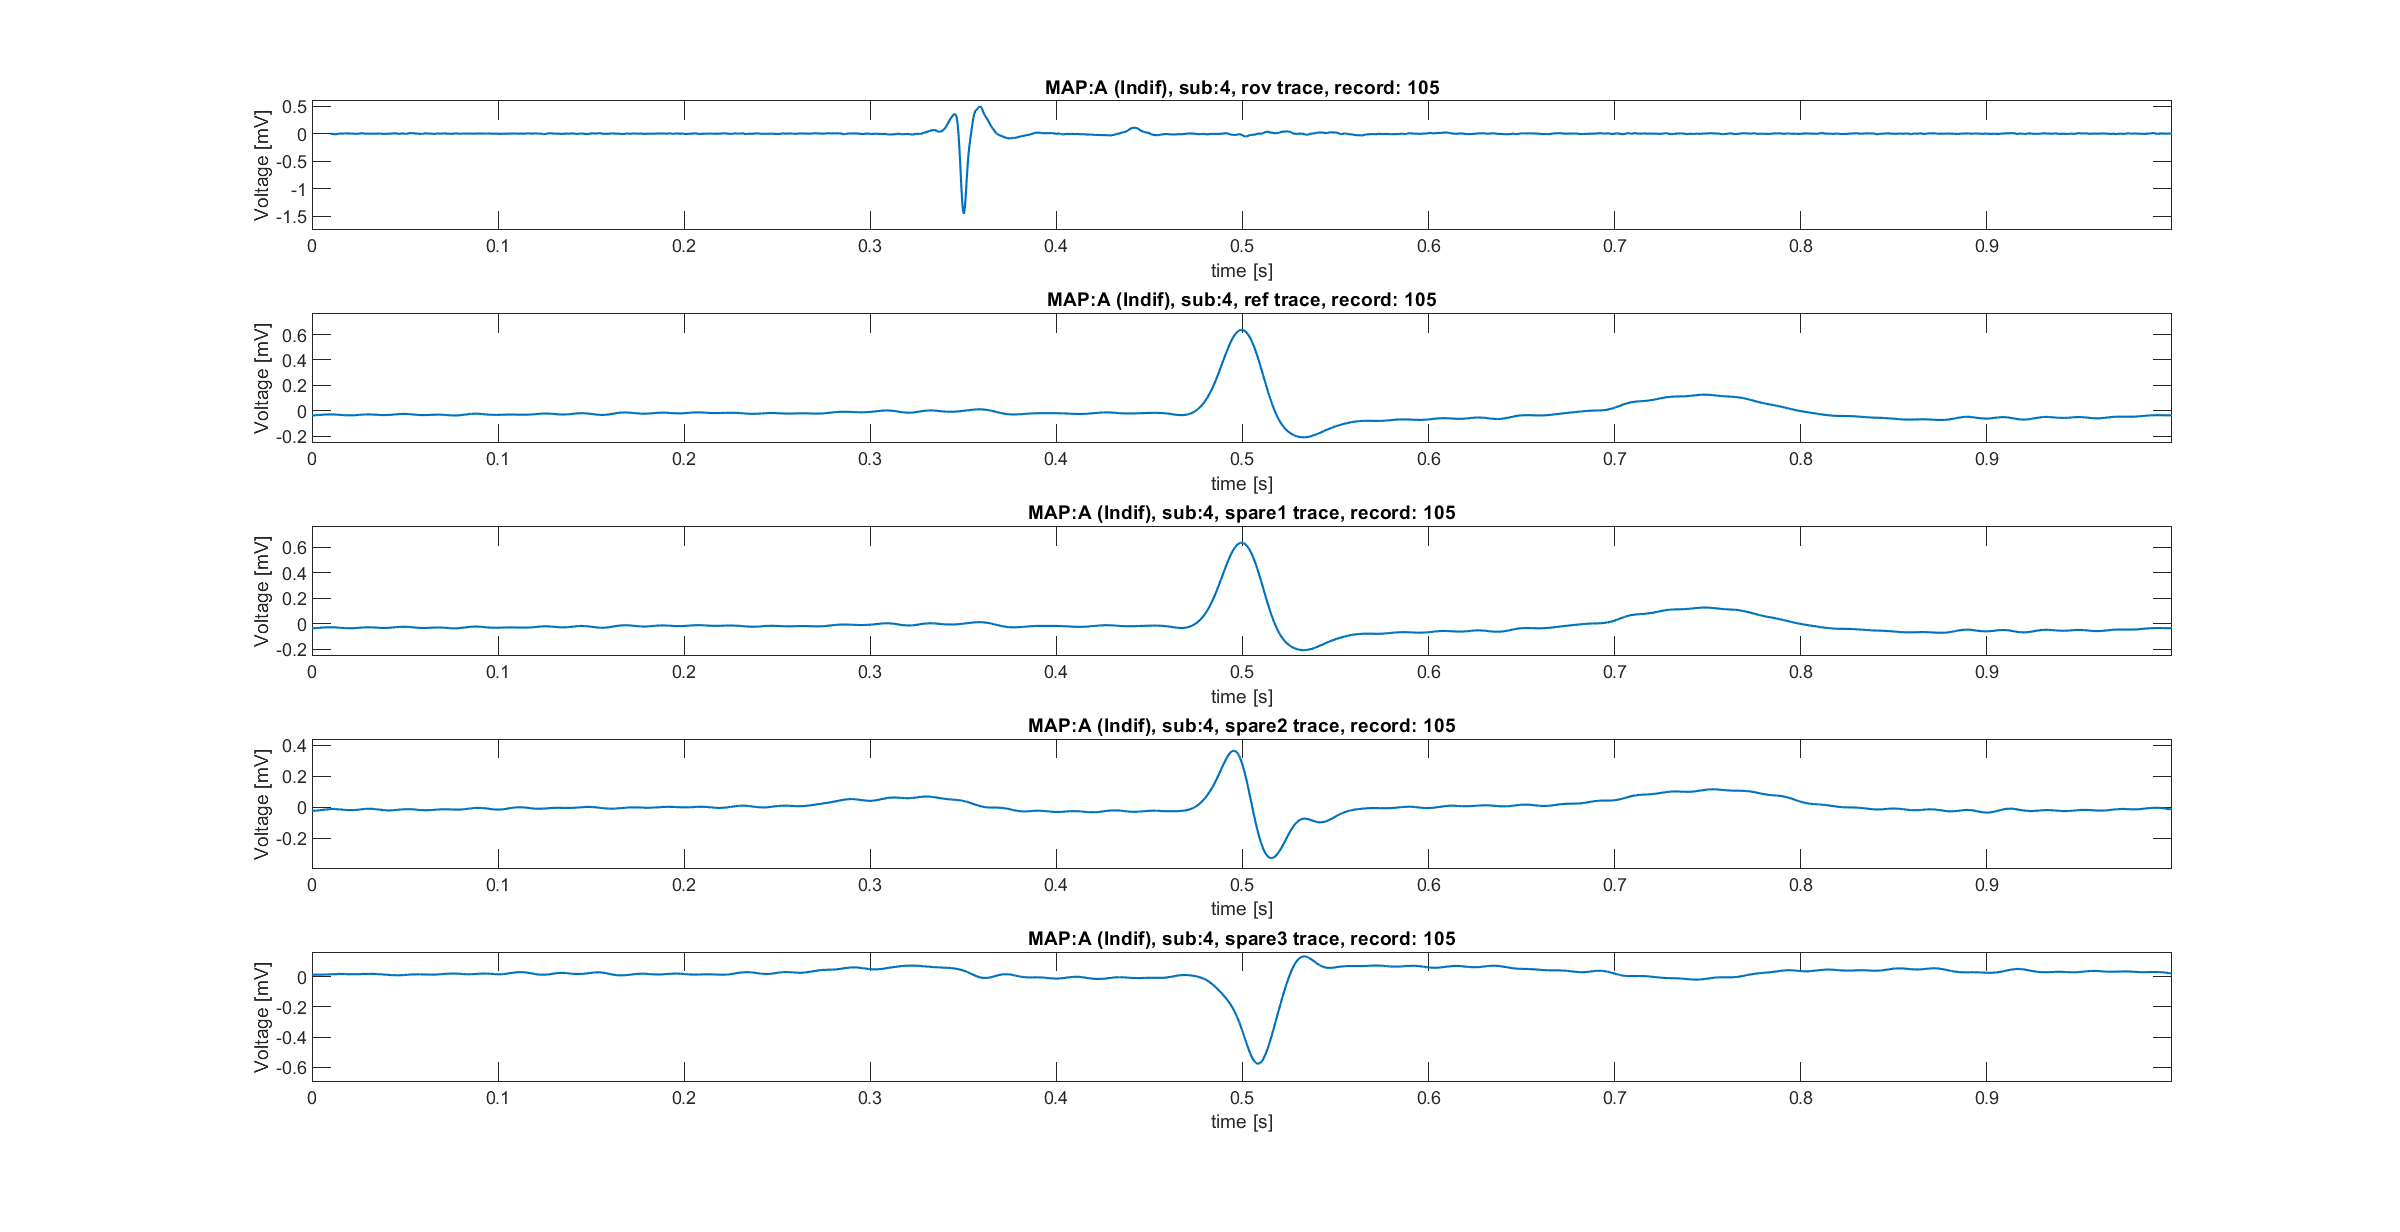 MAP:A (Indif), sub:4, rov trace, record: 105
Voltage [mV]
0.5
0
-0.5
-1
-1.5
0 0.1 0.2 0.3 0.4 0.5 0.6 0.7 0.8 0.9
time [s]
MAP:A (Indif), sub:4, ref trace, record: 105
Voltage [mV]
0.6
0.4
0.2
0
-0.2
0 0.1 0.2 0.3 0.4 0.5 0.6 0.7 0.8 0.9
time [s]
MAP:A (Indif), sub:4, spare1 trace, record: 105
Voltage [mV]
0.6
0.4
0.2
0
-0.2
0 0.1 0.2 0.3 0.4 0.5 0.6 0.7 0.8 0.9
time [s]
MAP:A (Indif), sub:4, spare2 trace, record: 105
Voltage [mV]
0.4
0.2
0
-0.2
0 0.1 0.2 0.3 0.4 0.5 0.6 0.7 0.8 0.9
time [s]
MAP:A (Indif), sub:4, spare3 trace, record: 105
Voltage [mV]
0
-0.2
-0.4
-0.6
0 0.1 0.2 0.3 0.4 0.5 0.6 0.7 0.8 0.9
time [s]